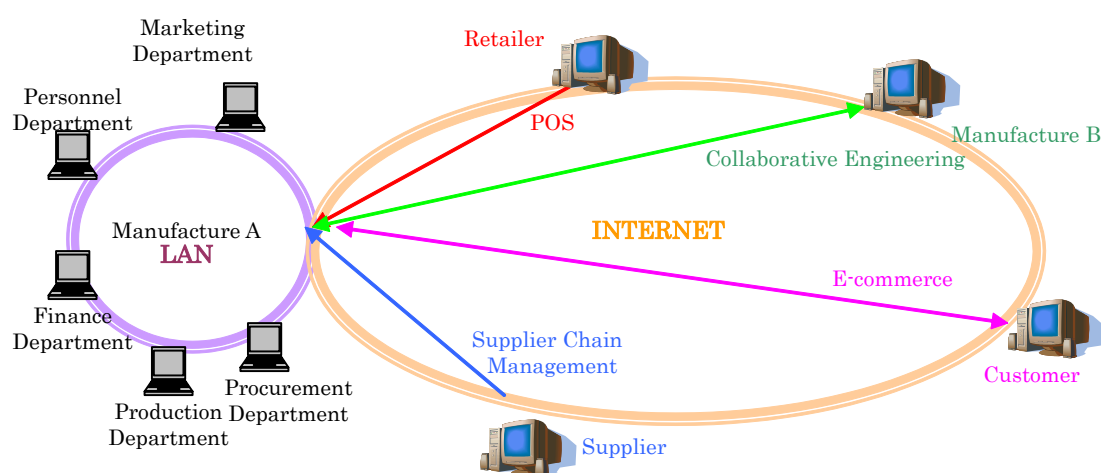 Marketing
Department
Retailer
Personnel
Department
POS
Manufacture B
Collaborative Engineering
Manufacture A
LAN
INTERNET
E-commerce
Finance
Department
Supplier Chain
Management
Customer
Procurement
Department
Production
Department
Supplier